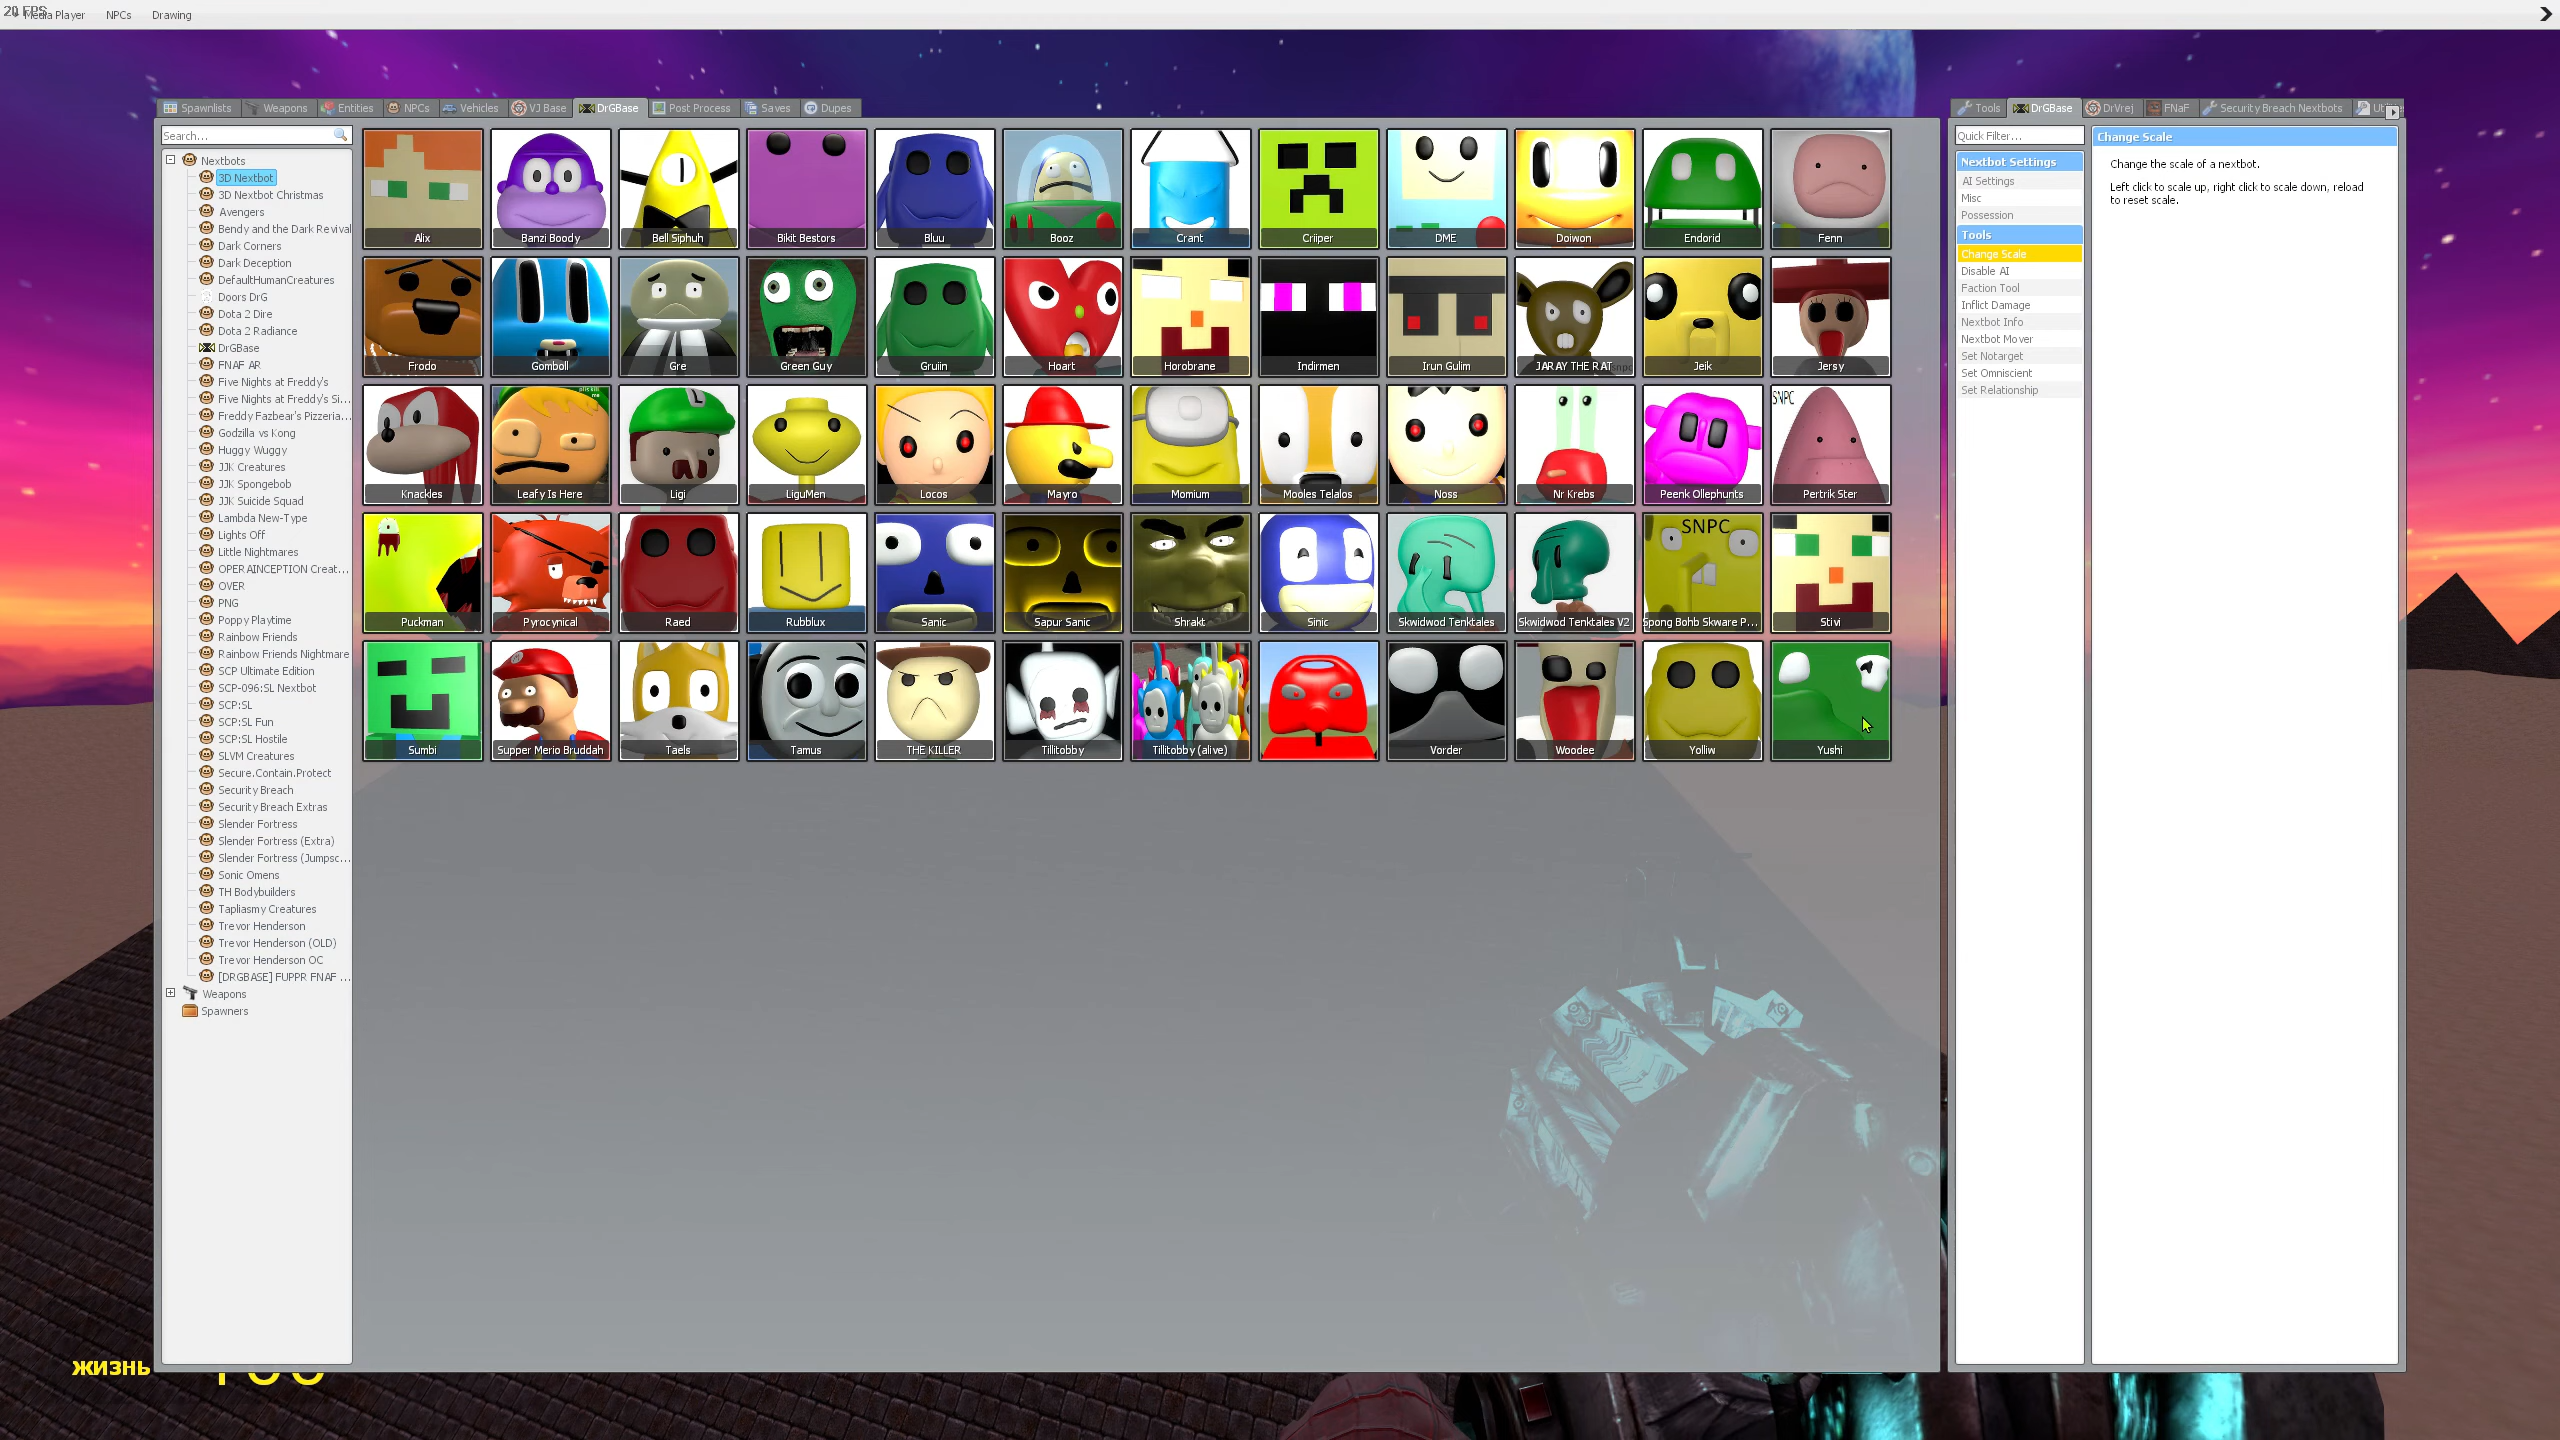 20 FPS
Media Player NPCs Drawing
Spawnlists Weapons Entities NPCs Vehicles VJ Base DrGBase Post Process Saves Dupes
Search...
Nextbots
3D Nextbot
3D Nextbot Christmas
Avengers
Bendy and the Dark Revival
Dark Corners
Dark Deception
DefaultHumanCreatures
Doors DrG
Dota 2 Dire
Dota 2 Radiance
DrGBase
FNAF AR
Five Nights at Freddy's
Five Nights at Freddy's Si...
Freddy Fazbear's Pizzeria...
Godzilla vs Kong
Huggy Wuggy
JJK Creatures
JJK Spongebob
JJK Suicide Squad
Lambda New-Type
Lights Off
Little Nightmares
OPERAINCEPTION Creat...
OVER
PNG
Poppy Playtime
Rainbow Friends
Rainbow Friends Nightmare
SCP Ultimate Edition
SCP-096:SL Nextbot
SCP:SL
SCP:SL Fun
SCP:SL Hostile
SLVM Creatures
Secure.Contain.Protect
Security Breach
Security Breach Extras
Slender Fortress
Slender Fortress (Extra)
Slender Fortress (Jumpsc...
Sonic Omens
TH Bodybuilders
Tapliasmy Creatures
Trevor Henderson
Trevor Henderson (OLD)
Trevor Henderson OC
[DRGBASE] FUPPR FNAF ...
Weapons
Spawners
Alix Banzi Boody Bell Siphuh Bikit Bestors Bluu Booz Crant Criiper DME Doiwon Endorid Fenn
Frodo Gomboll Gre Green Guy Gruiin Hoart Horobrane Indirmen Irun Gulim JARAY THE RAT snpc Jeik Jersy
plis kill
me
L
SNPC
Knackles Leafy Is Here Ligi LiguMen Locos Mayro Momium Mooles Telalos Noss Nr Krebs Peenk Ollephunts Pertrik Ster
SNPC
Puckman Pyrocynical Raed Rubblux Sanic Sapur Sanic Shrakt Sinic Skwidwod Tenktales Skwidwod Tenktales V2 Spong Bohb Skware P... Stivi
Sumbi Supper Merio Bruddah Taels Tamus THE KILLER Tillitobby Tillitobby (alive) Vorder Woodee Yolliw Yushi
Tools DrGBase DrVrej FNaF Security Breach Nextbots
Quick Filter...
Nextbot Settings
AI Settings
Misc
Possession
Tools
Change Scale
Disable AI
Faction Tool
Inflict Damage
Nextbot Info
Nextbot Mover
Set Notarget
Set Omniscient
Set Relationship
Change Scale
Change the scale of a nextbot.
Left click to scale up, right click to scale down, reload
to reset scale.
ЖИЗНЬ